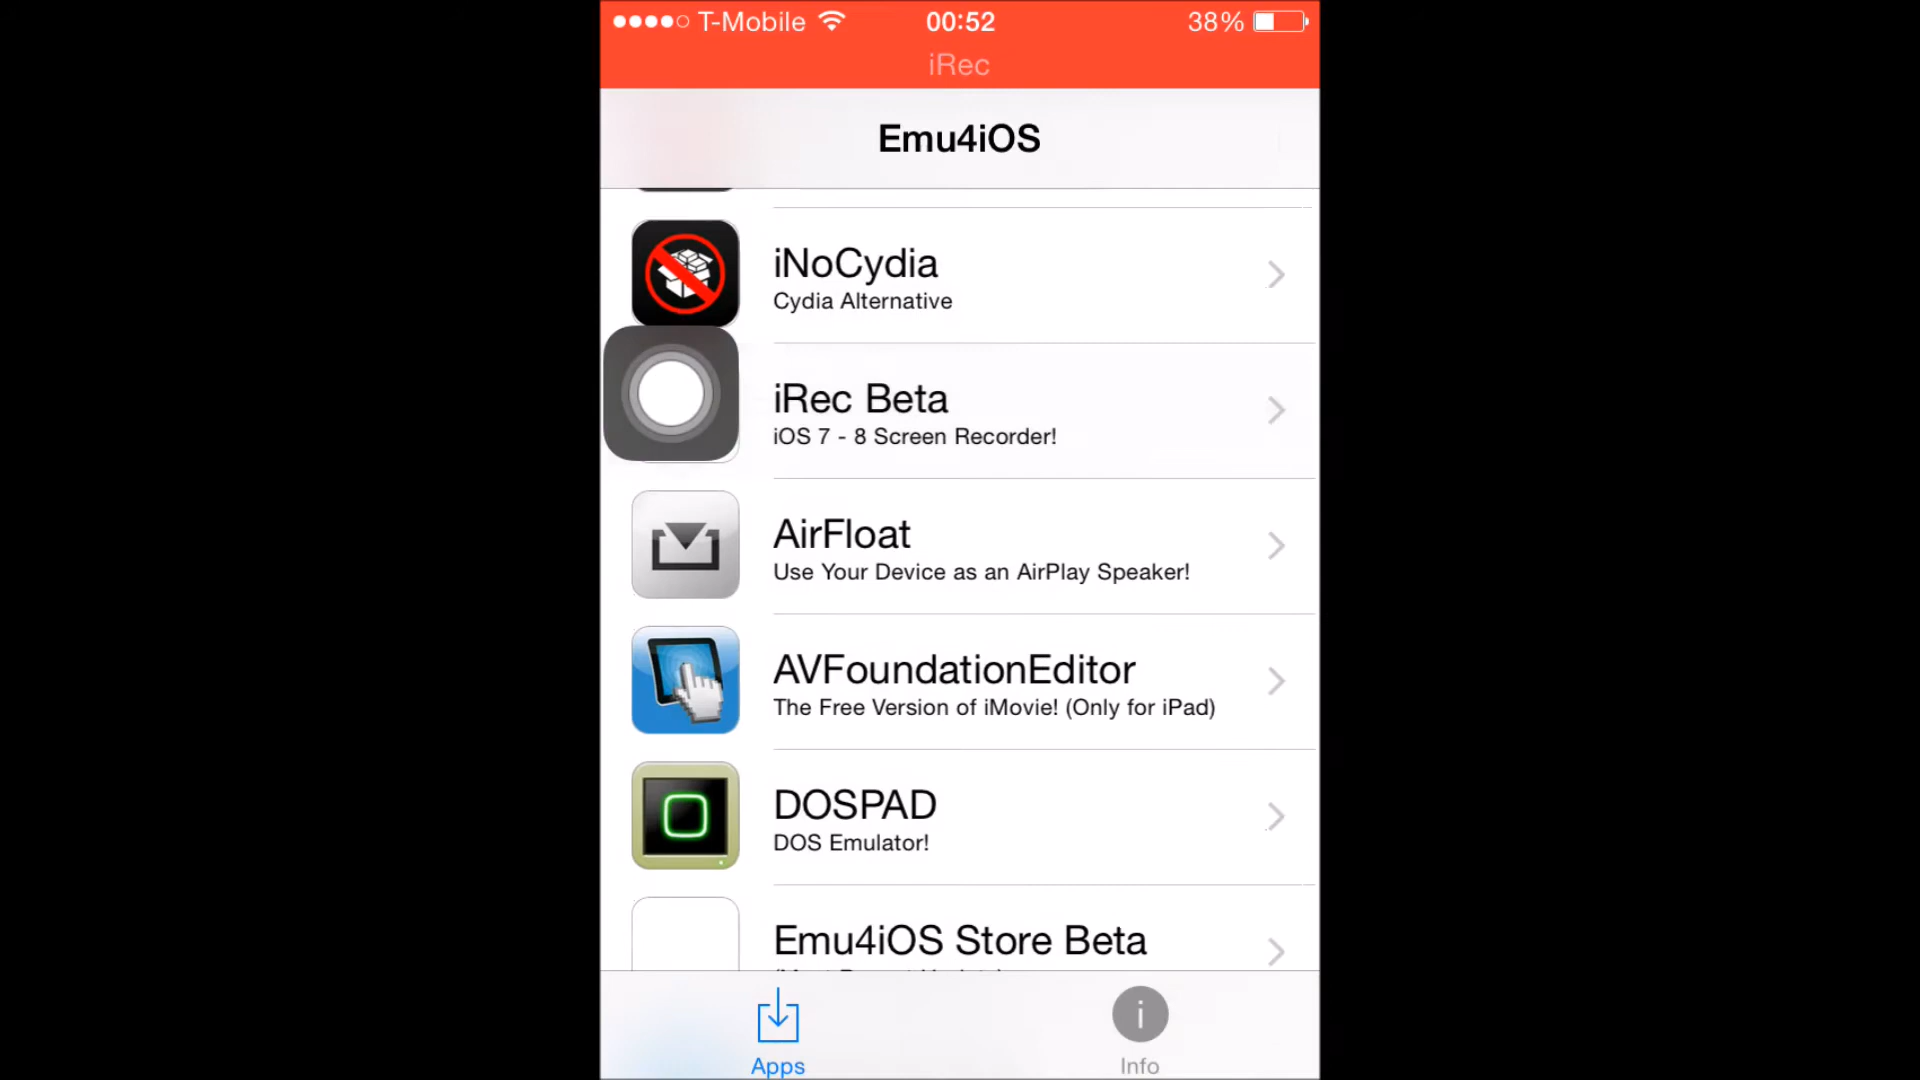 T-Mobile 00:52 38%
iRec
Emu4iOS
iNoCydia
Cydia Alternative
iRec Beta
iOS 7 - 8 Screen Recorder!
AirFloat
Use Your Device as an AirPlay Speaker!
AVFoundationEditor
The Free Version of iMovie! (Only for iPad)
DOSPAD
DOS Emulator!
Emu4iOS Store Beta
Apps Info